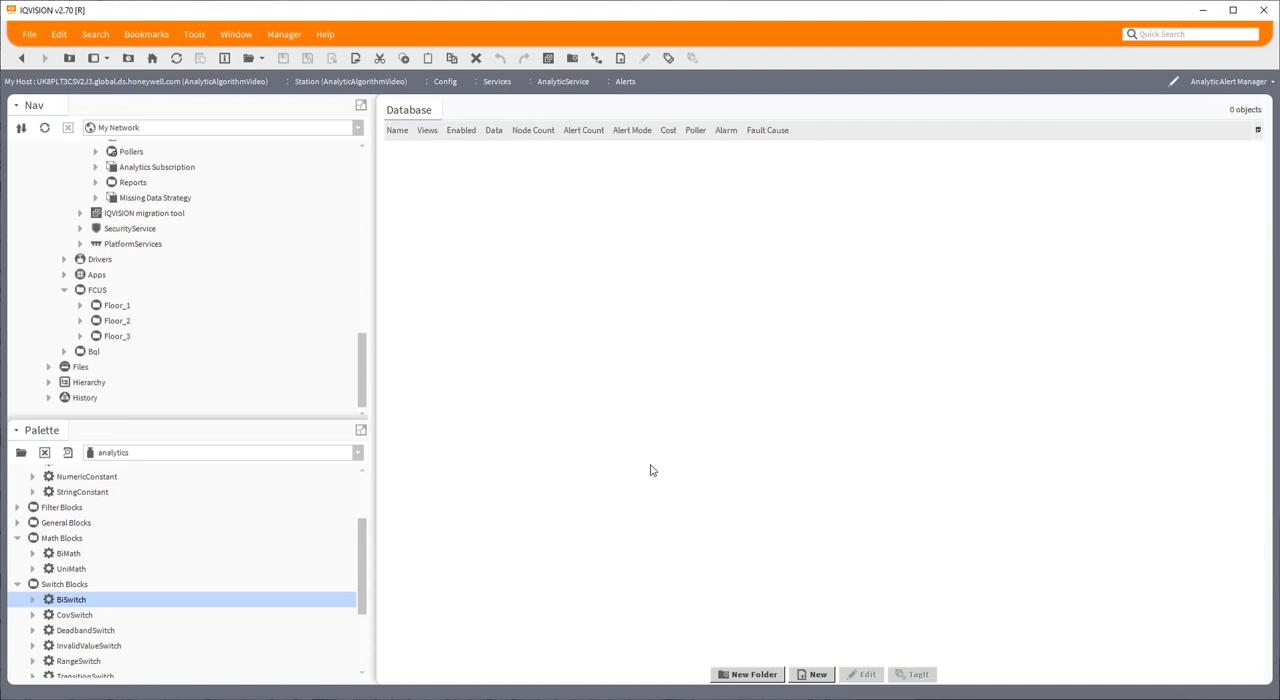 IQVISION v2.70 [R]
File Edit Search Bookmarks Tools Window Manager Help
Quick Search
My Host : UK8PLT3CSV2J3.global.ds.honeywell.com (AnalyticAlgorithmVideo) : Station (AnalyticAlgorithmVideo) : Config : Services : AnalyticService : Alerts
AnalyticAlert Manager
Nav
My Network
Pollers
Analytics Subscription
Reports
Missing Data Strategy
IQVISION migration tool
SecurityService
PlatformServices
Drivers
Apps
FCUS
Floor_1
Floor_2
Floor_3
Bql
Files
Hierarchy
History
Palette
analytics
NumericConstant
StringConstant
Filter Blocks
General Blocks
Math Blocks
BiMath
UniMath
Switch Blocks
BiSwitch
CovSwitch
DeadbandSwitch
InvalidValueSwitch
RangeSwitch
TransitionSwitch
Database
0 objects
Name Views Enabled Data Node Count Alert Count Alert Mode Cost Poller Alarm Fault Cause
New Folder New Edit TagIt